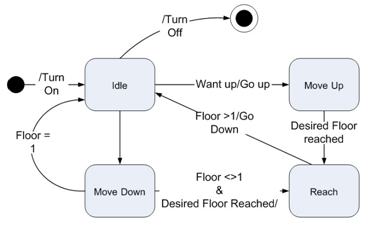 /Turn
Off
/Turn
On
Idle
Want up/Go up
Move Up
Floor >1/Go
Down
Desired Floor
reached
Floor =
1
Move Down
Floor <>1
&
Desired Floor Reached/
Reach